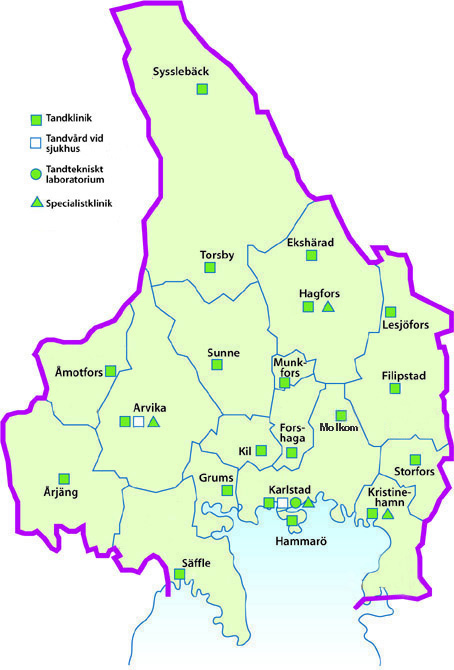 Sysslebäck
Tandklinik
Tandvård vid
sjukhus
Tandtekniskt
laboratorium
Specialistklinik
Ekshärad
Torsby
Hagfors
Lesjöfors
Sunne
Munk-
fors
Åmotfors
Filipstad
Arvika
Molkom
Fors-
haga
Kil
Storfors
Årjäng
Grums
Karlstad
Kristine-
hamn
Hammarö
Säffle